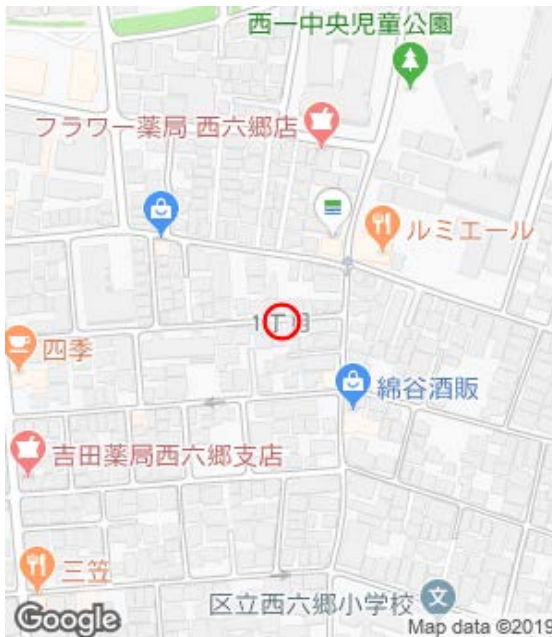 西一中央児童公園
フラワー薬局 西六郷店
ルミエール
1丁目
四季
綿谷酒販
吉田薬局西六郷支店
三笠
区立西六郷小学校
文
Google
Map data ©2019